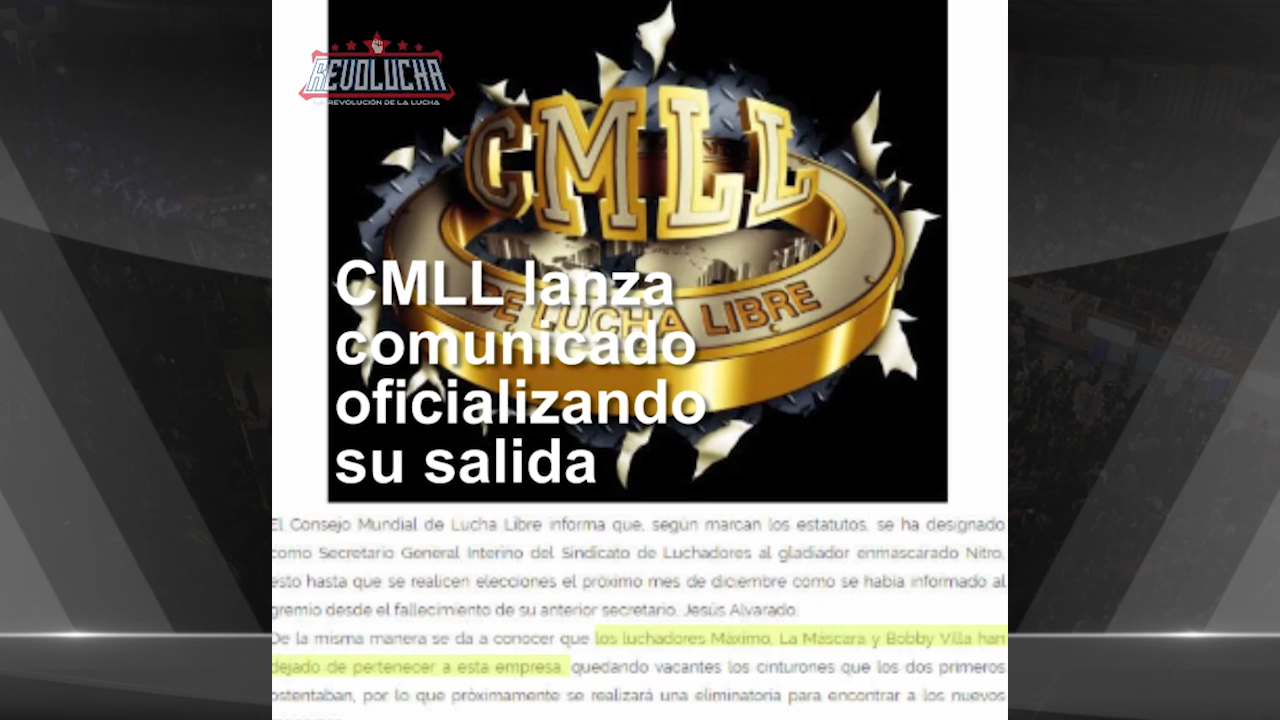 REVOLUCHA
LA REVOLUCIÓN DE LA LUCHA
CMLL
DE LUCHA LIBRE
CMLL lanza
comunicado
oficializando
su salida
El Consejo Mundial de Lucha Libre informa que, según marcan los estatutos, se ha designado
como Secretario General Interino del Sindicato de Luchadores al gladiador enmascarado Nitro,
esto hasta que se realicen elecciones el próximo mes de diciembre como se había informado al
gremio desde el fallecimiento de su anterior secretario, Jesús Alvarado.
De la misma manera se da a conocer que los luchadores Máximo, La Máscara y Bobby Villa han
dejado de pertenecer a esta empresa, quedando vacantes los cinturones que los dos primeros
ostentaban, por lo que próximamente se realizará una eliminatoria para encontrar a los nuevos